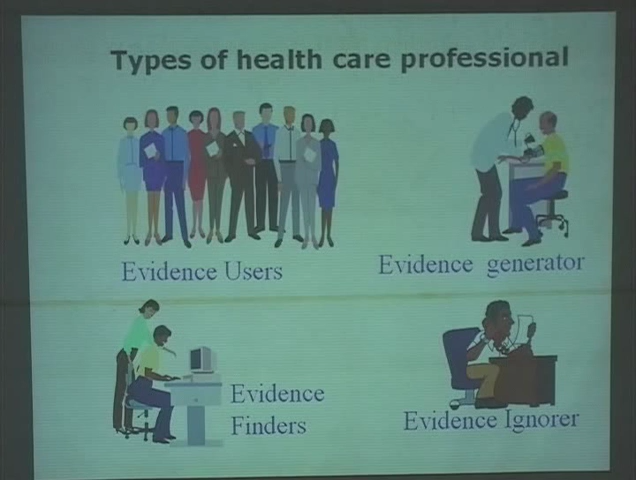 Types of health care professional
Evidence Users
Evidence generator
Evidence
Finders
Evidence Ignorer